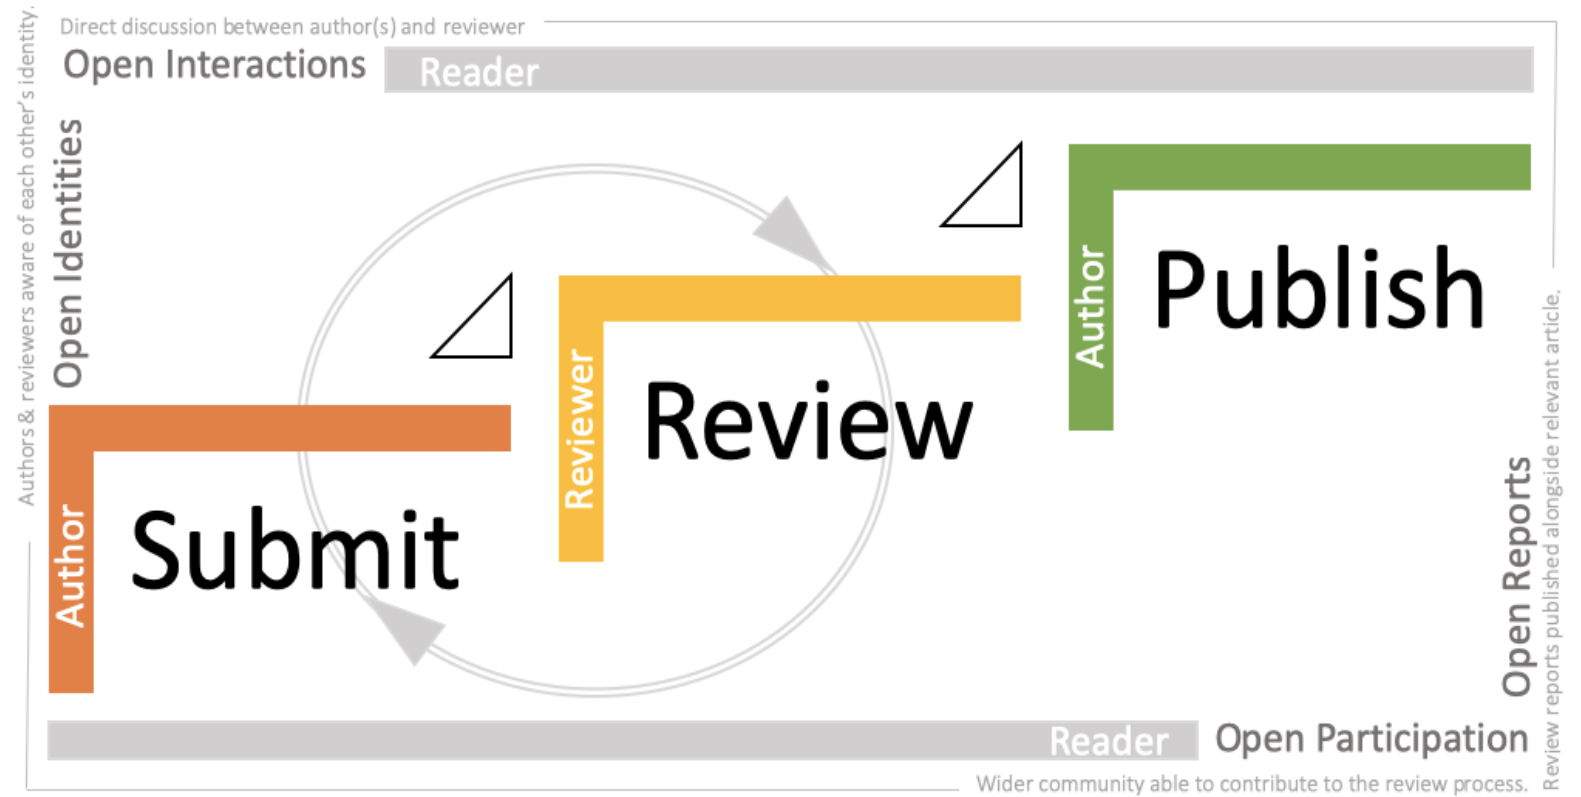 Direct discussion between author(s) and reviewer
Open Interactions
Reader
Authors & reviewers aware of each other's identity.
Open Identities
Author
Submit
Reviewer
Review
Author
Publish
Open Reports
Review reports published alongside relevant article.
Reader
Open Participation
Wider community able to contribute to the review process.